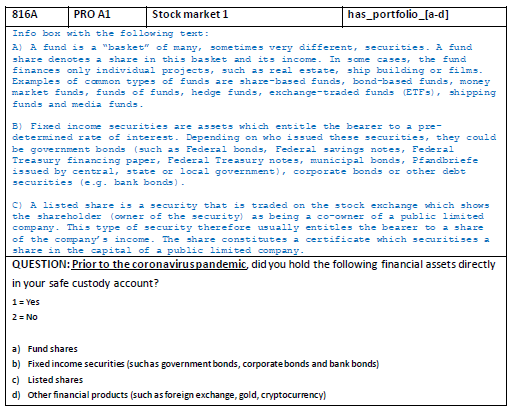 816A PRO A1 Stock market 1 has_portfolio_[a-d]
Info box with the following text:
A) A fund is a "basket" of many, sometimes very different, securities. A fund
share denotes a share in this basket and its income. In some cases, the fund
finances only individual projects, such as real estate, ship building or films.
Examples of common types of funds are share-based funds, bond-based funds, money
market funds, funds of funds, hedge funds, exchange-traded funds (ETFs), shipping
funds and media funds.
B) Fixed income securities are assets which entitle the bearer to a pre-
determined rate of interest. Depending on who issued these securities, they could
be government bonds (such as Federal bonds, Federal savings notes, Federal
Treasury financing paper, Federal Treasury notes, municipal bonds, Pfandbriefe
issued by central, state or local government), corporate bonds or other debt
securities (e.g. bank bonds).
C) A listed share is a security that is traded on the stock exchange which shows
the shareholder (owner of the security) as being a co-owner of a public limited
company. This type of security therefore usually entitles the bearer to a share
of the company's income. The share constitutes a certificate which securitises a
share in the capital of a public limited company.
QUESTION: Prior to the coronavirus pandemic, did you hold the following financial assets directly
in your safe custody account?
1 = Yes
2 = No
a) Fund shares
b) Fixed income securities (such as government bonds, corporate bonds and bank bonds)
c) Listed shares
d) Other financial products (such as foreign exchange, gold, cryptocurrency)